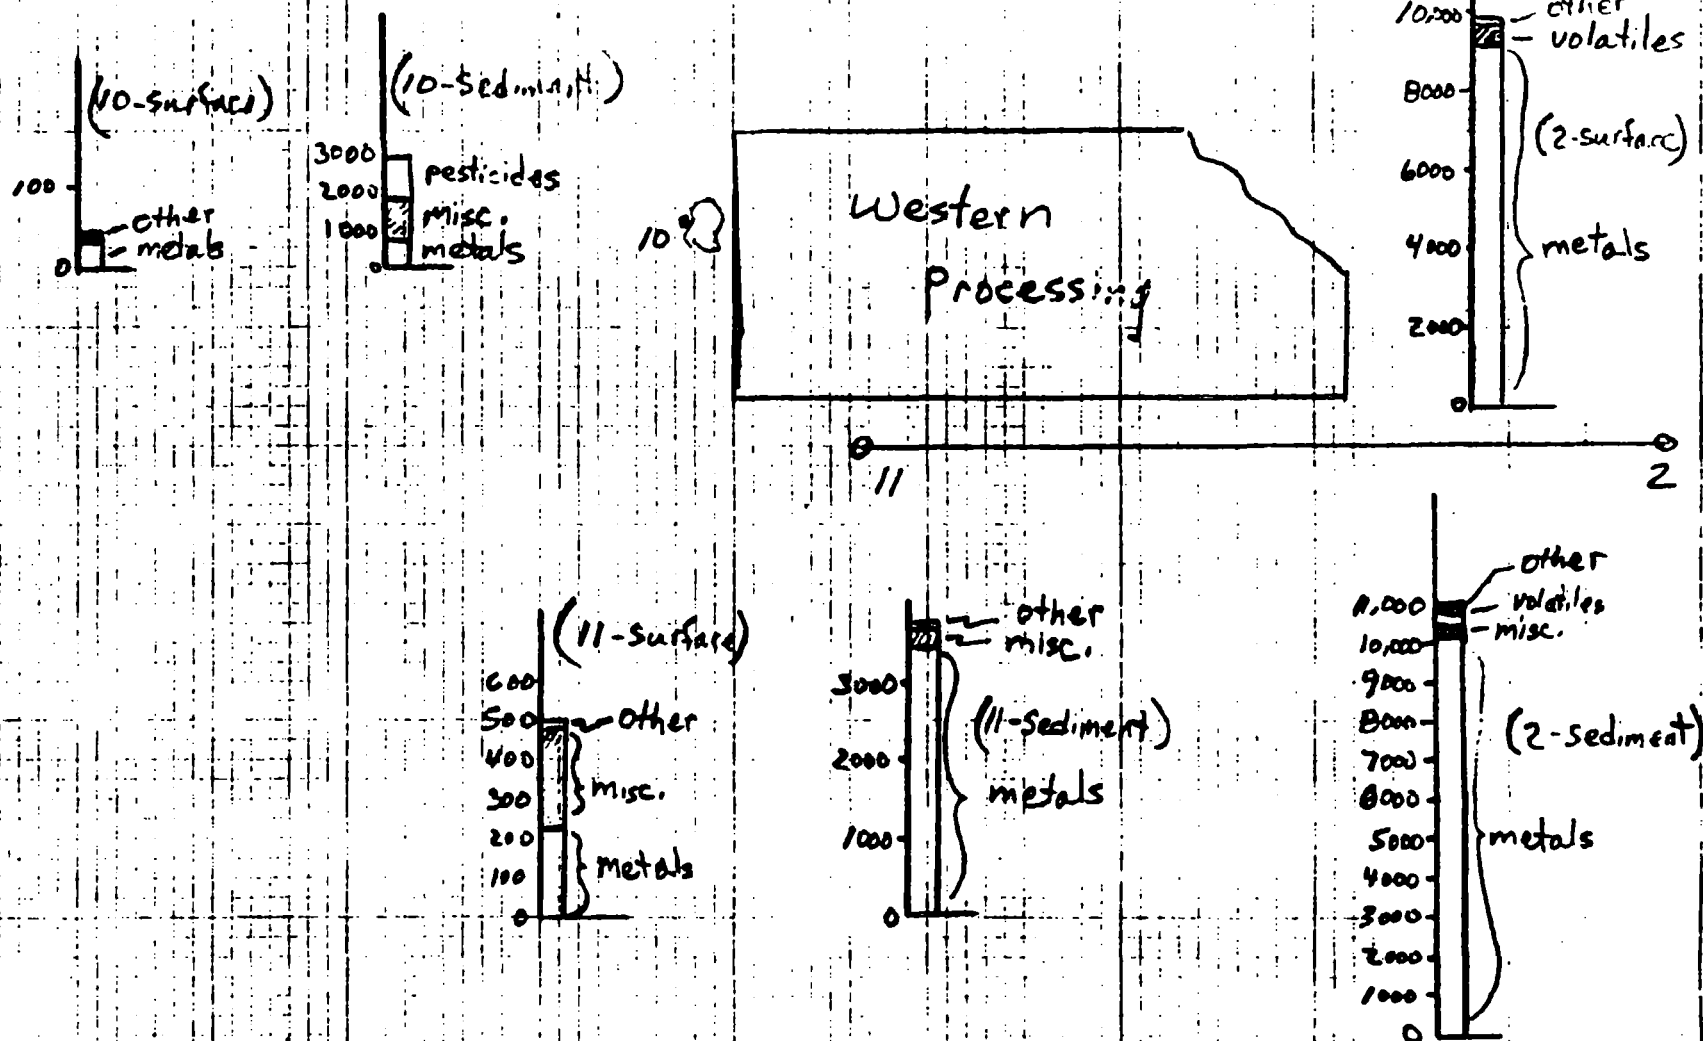 (10-surface)
100
other
metals
0
(10-Sediment)
3000
2000
1000
0
pesticides
misc.
metals
10
Western
Processing
10,000
8000
6000
4000
2000
0
other
volatiles
(2-surface)
metals
11
2
(11-surface)
600
500
400
300
200
100
0
other
misc.
metals
3000
2000
1000
0
other
misc.
(11-sediment)
metals
11,000
10,000
9000
8000
7000
6000
5000
4000
3000
2000
1000
0
other
volatiles
misc.
(2-sediment)
metals